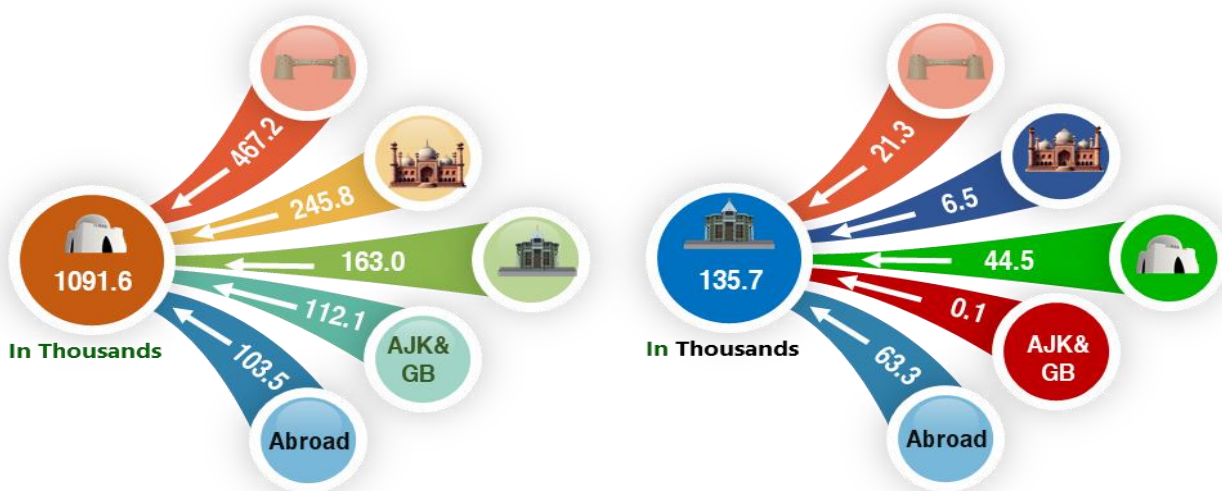 467.2
245.8
1091.6
163.0
112.1
In Thousands
AJK&
GB
103.5
Abroad
21.3
6.5
135.7
44.5
0.1
In Thousands
AJK&
GB
63.3
Abroad